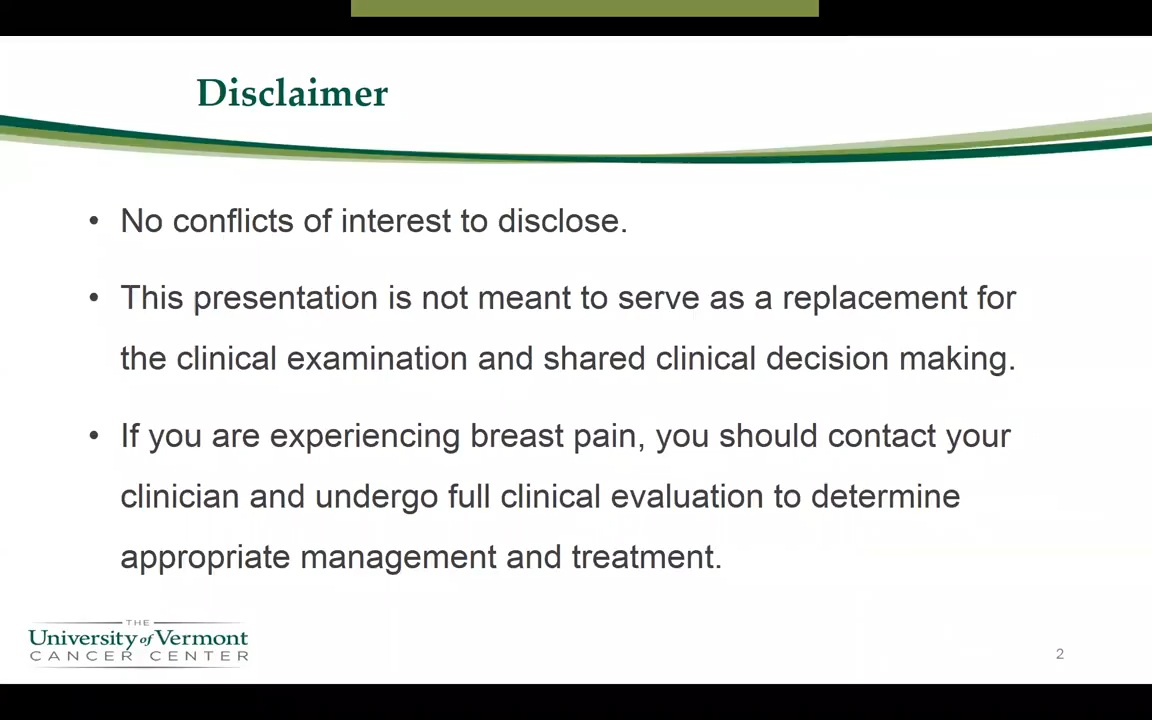 Disclaimer
• No conflicts of interest to disclose.
• This presentation is not meant to serve as a replacement for
the clinical examination and shared clinical decision making.
• If you are experiencing breast pain, you should contact your
clinician and undergo full clinical evaluation to determine
appropriate management and treatment.
THE
University of Vermont
CANCER CENTER
2